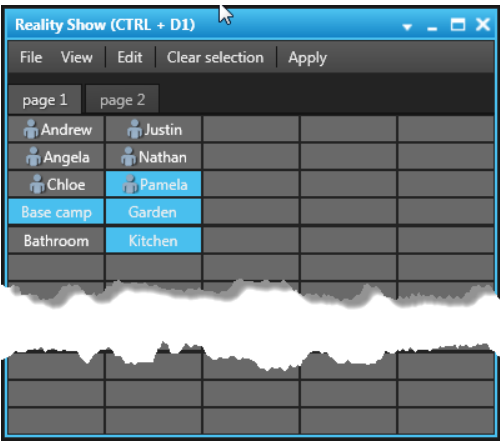 Reality Show (CTRL + D1)
File View Edit Clear selection Apply
page 1 page 2
Andrew Justin
Angela Nathan
Chloe Pamela
Base camp Garden
Bathroom Kitchen